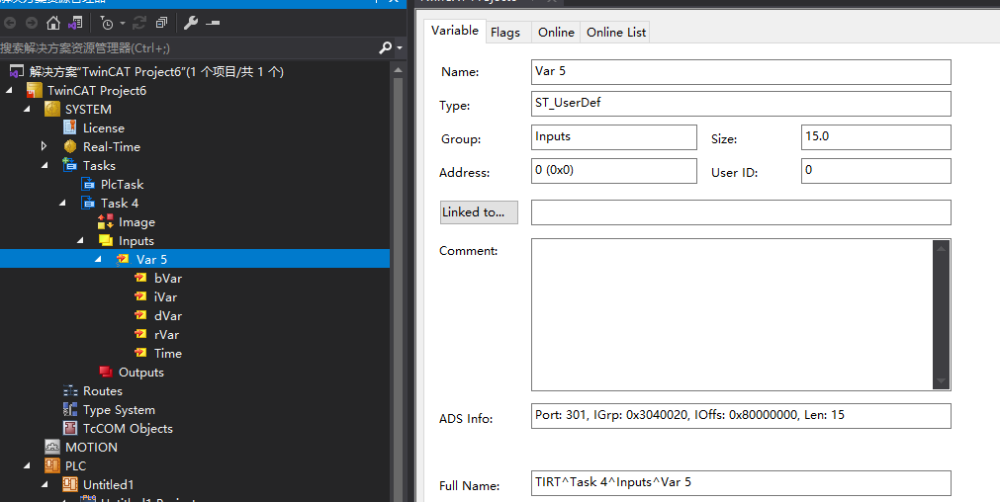 搜索解决方案资源管理器(Ctrl+;)
解决方案"TwinCAT Project6"(1 个项目/共 1 个)
TwinCAT Project6
SYSTEM
License
Real-Time
Tasks
PlcTask
Task 4
Image
Inputs
Var 5
bVar
iVar
dVar
rVar
Time
Outputs
Routes
Type System
TcCOM Objects
MOTION
PLC
Untitled1
Variable Flags Online Online List
Name: Var 5
Type: ST_UserDef
Group: Inputs Size: 15.0
Address: 0 (0x0) User ID: 0
Linked to...
Comment:
ADS Info: Port: 301, IGrp: 0x3040020, IOffs: 0x80000000, Len: 15
Full Name: TIRT^Task 4^Inputs^Var 5